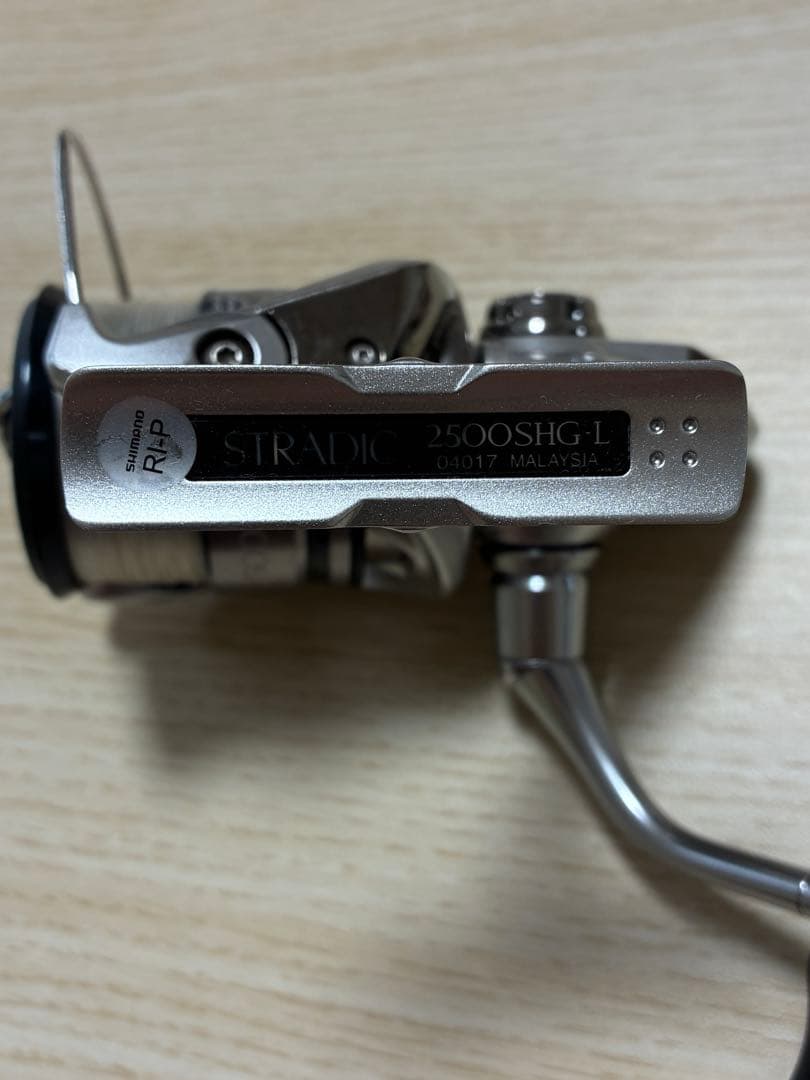 SHIMANO
RI-P
STRADIC 2500SHG-L
04017 MALAYSIA